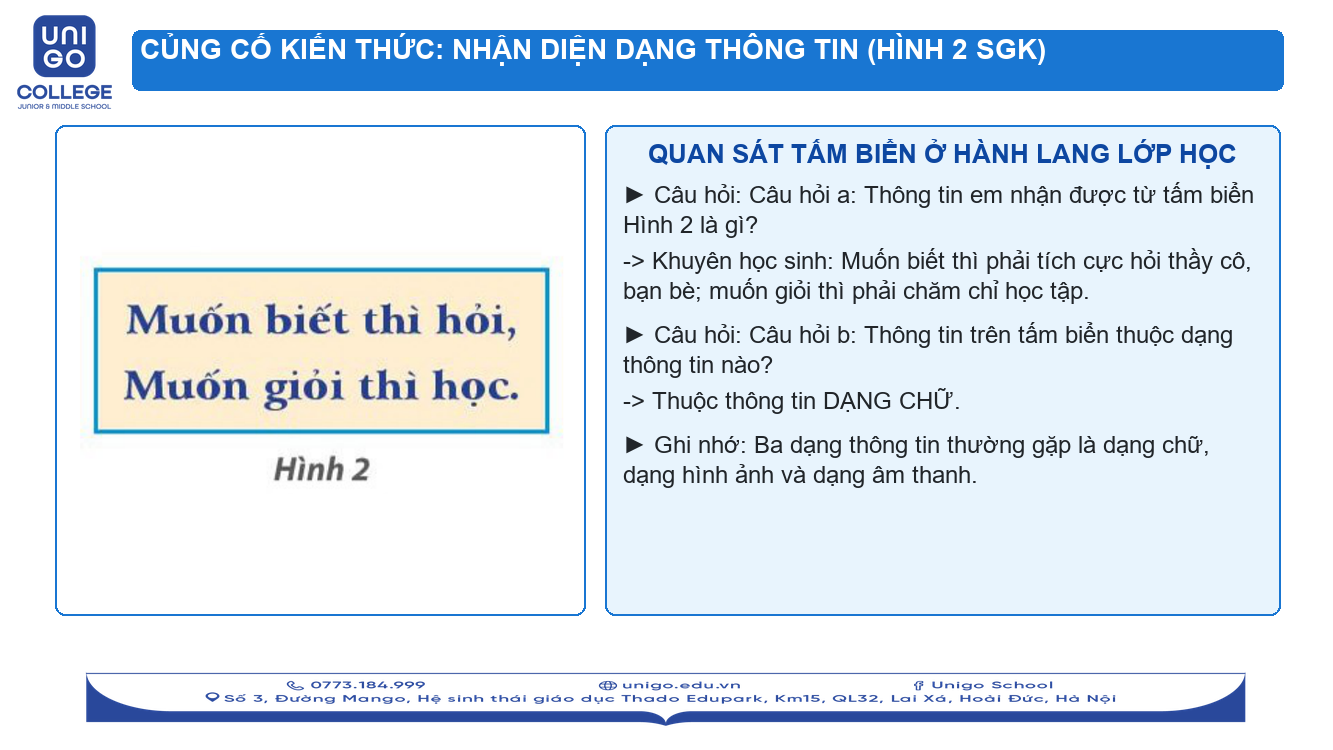 UNI
GO
COLLEGE
JUNIOR & MIDDLE SCHOOL
CỦNG CỐ KIẾN THỨC: NHẬN DIỆN DẠNG THÔNG TIN (HÌNH 2 SGK)
Muốn biết thì hỏi,
Muốn giỏi thì học.
Hình 2
QUAN SÁT TẤM BIỂN Ở HÀNH LANG LỚP HỌC
► Câu hỏi: Câu hỏi a: Thông tin em nhận được từ tấm biển
Hình 2 là gì?
-> Khuyên học sinh: Muốn biết thì phải tích cực hỏi thầy cô,
bạn bè; muốn giỏi thì phải chăm chỉ học tập.
► Câu hỏi: Câu hỏi b: Thông tin trên tấm biển thuộc dạng
thông tin nào?
-> Thuộc thông tin DẠNG CHỮ.
► Ghi nhớ: Ba dạng thông tin thường gặp là dạng chữ,
dạng hình ảnh và dạng âm thanh.
0773.184.999 unigo.edu.vn Unigo School
Số 3, Đường Mango, Hệ sinh thái giáo dục Thado Edupark, Km15, QL32, Lai Xá, Hoài Đức, Hà Nội